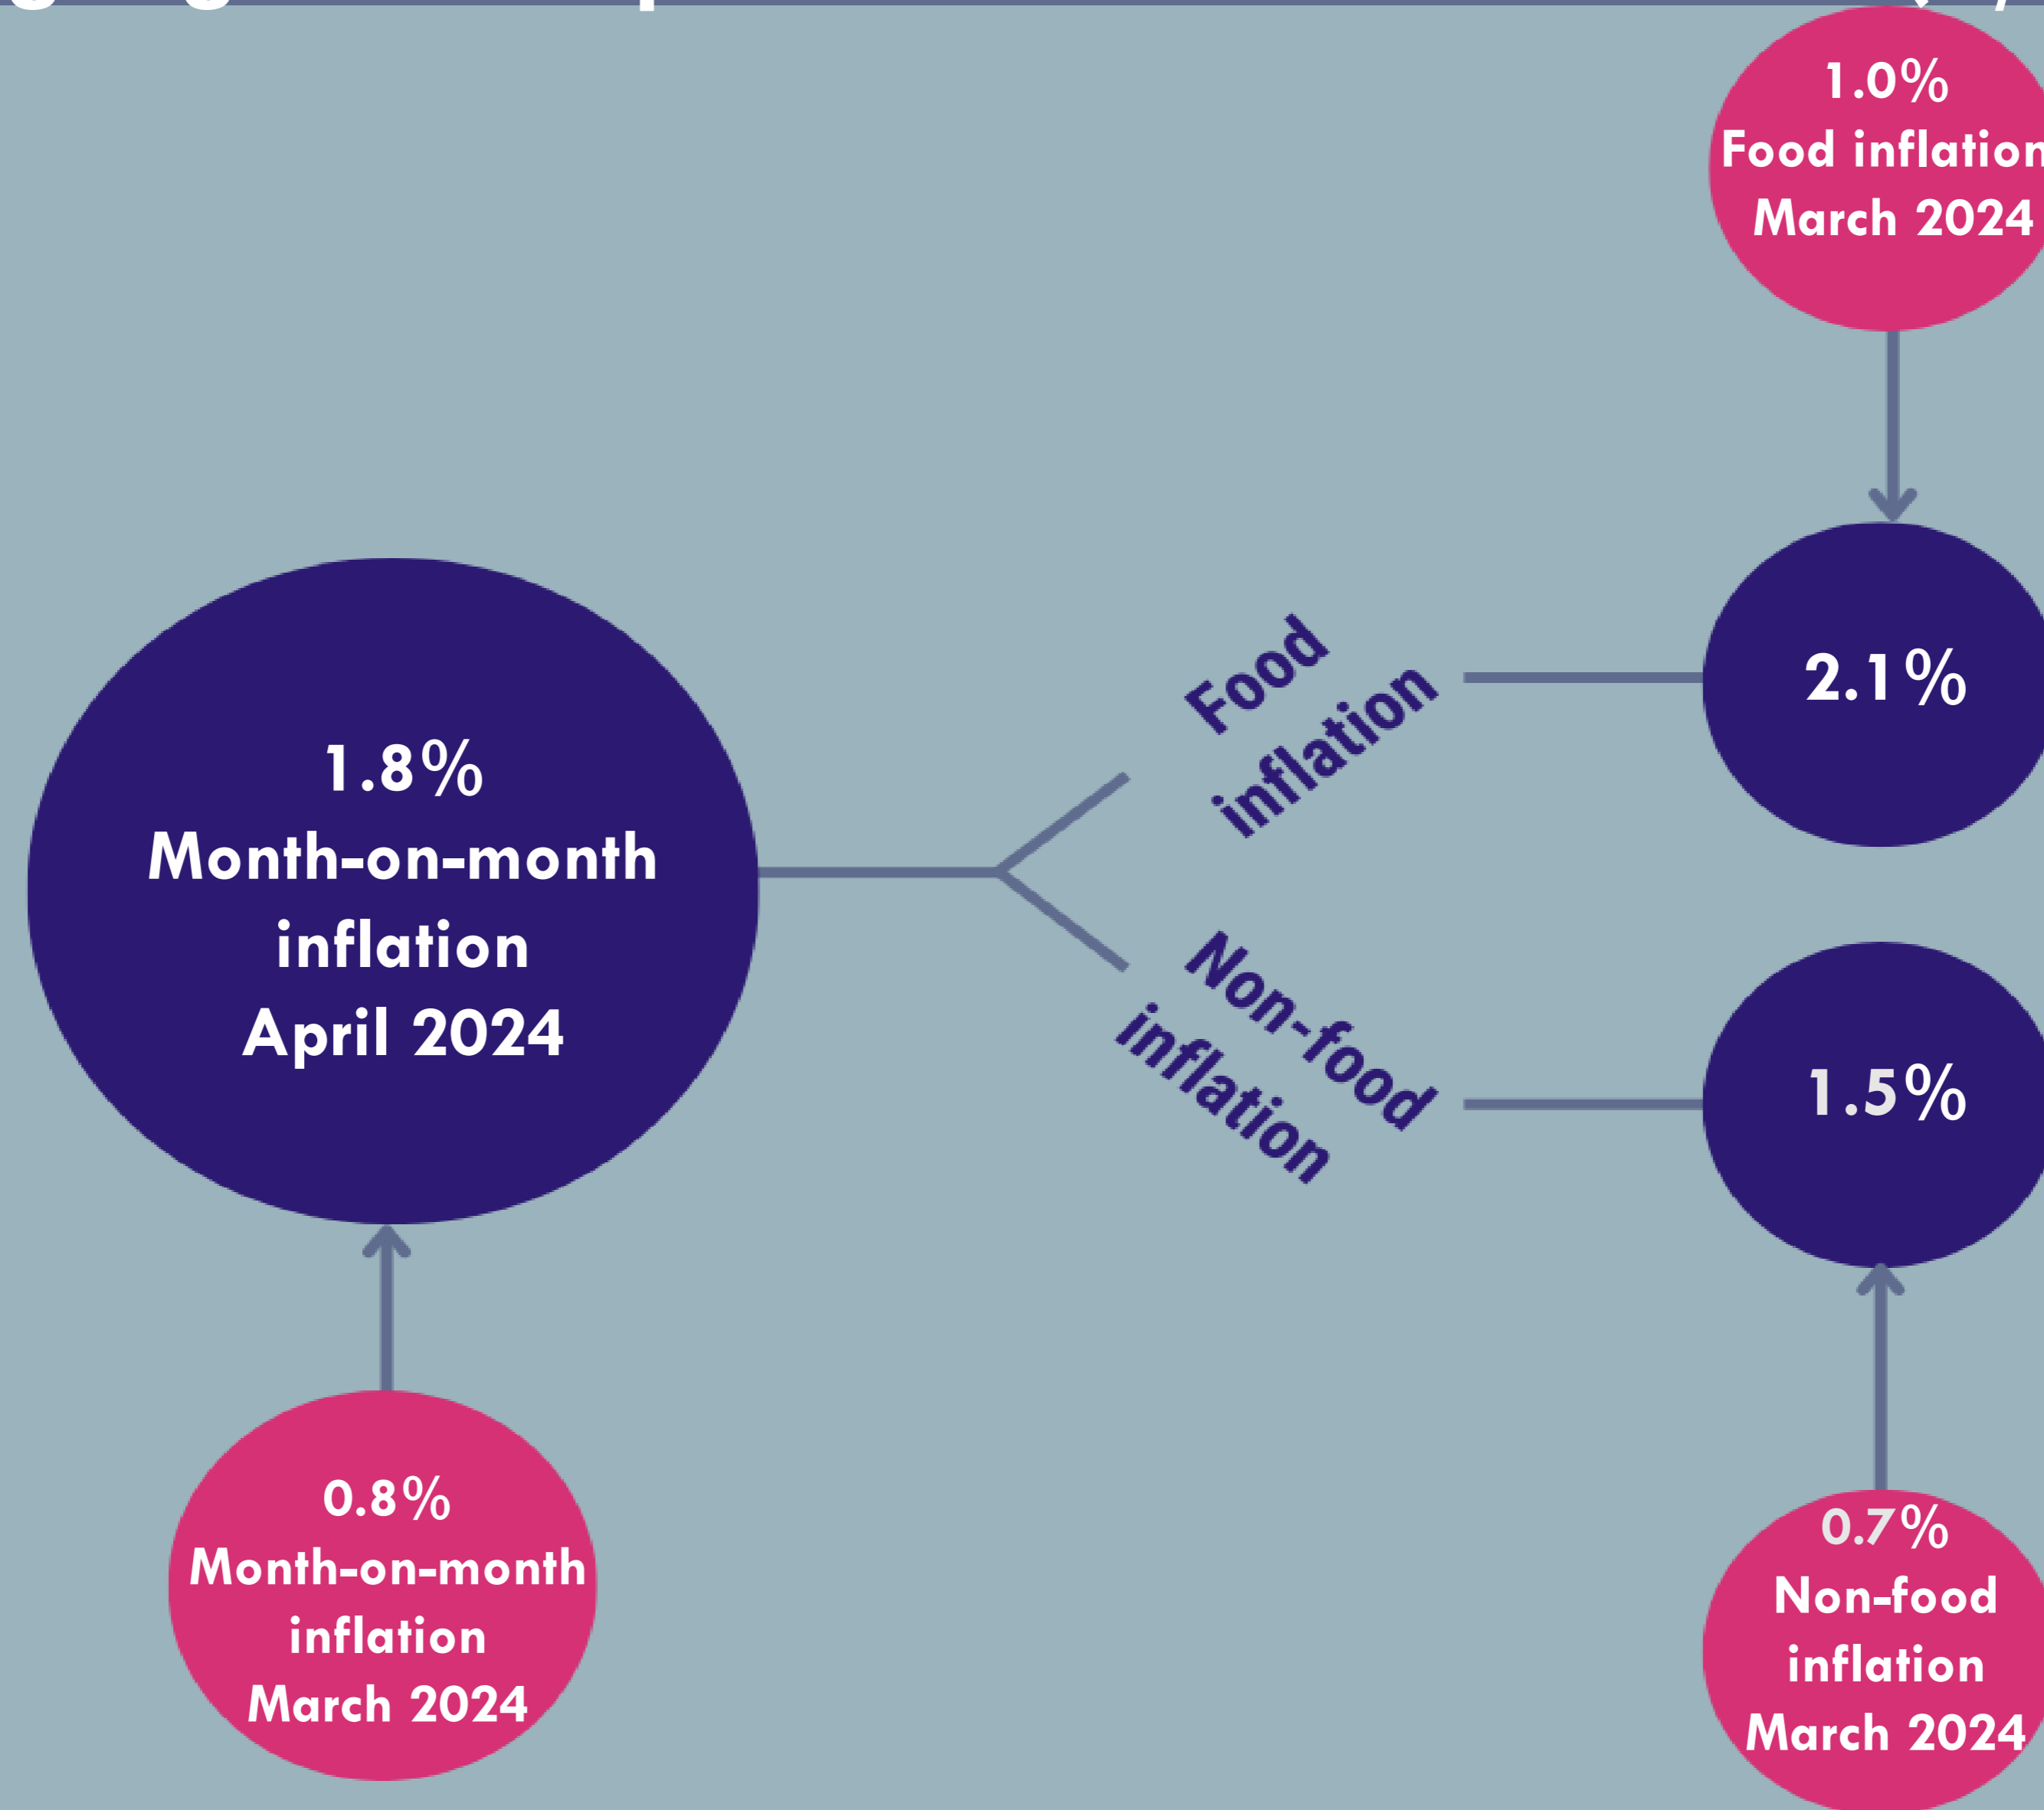 1.0%
Food inflation
March 2024
2.1%
Food
inflation
1.8%
Month-on-month
inflation
April 2024
Non-food
inflation
1.5%
0.8%
Month-on-month
inflation
March 2024
0.7%
Non-food
inflation
March 2024